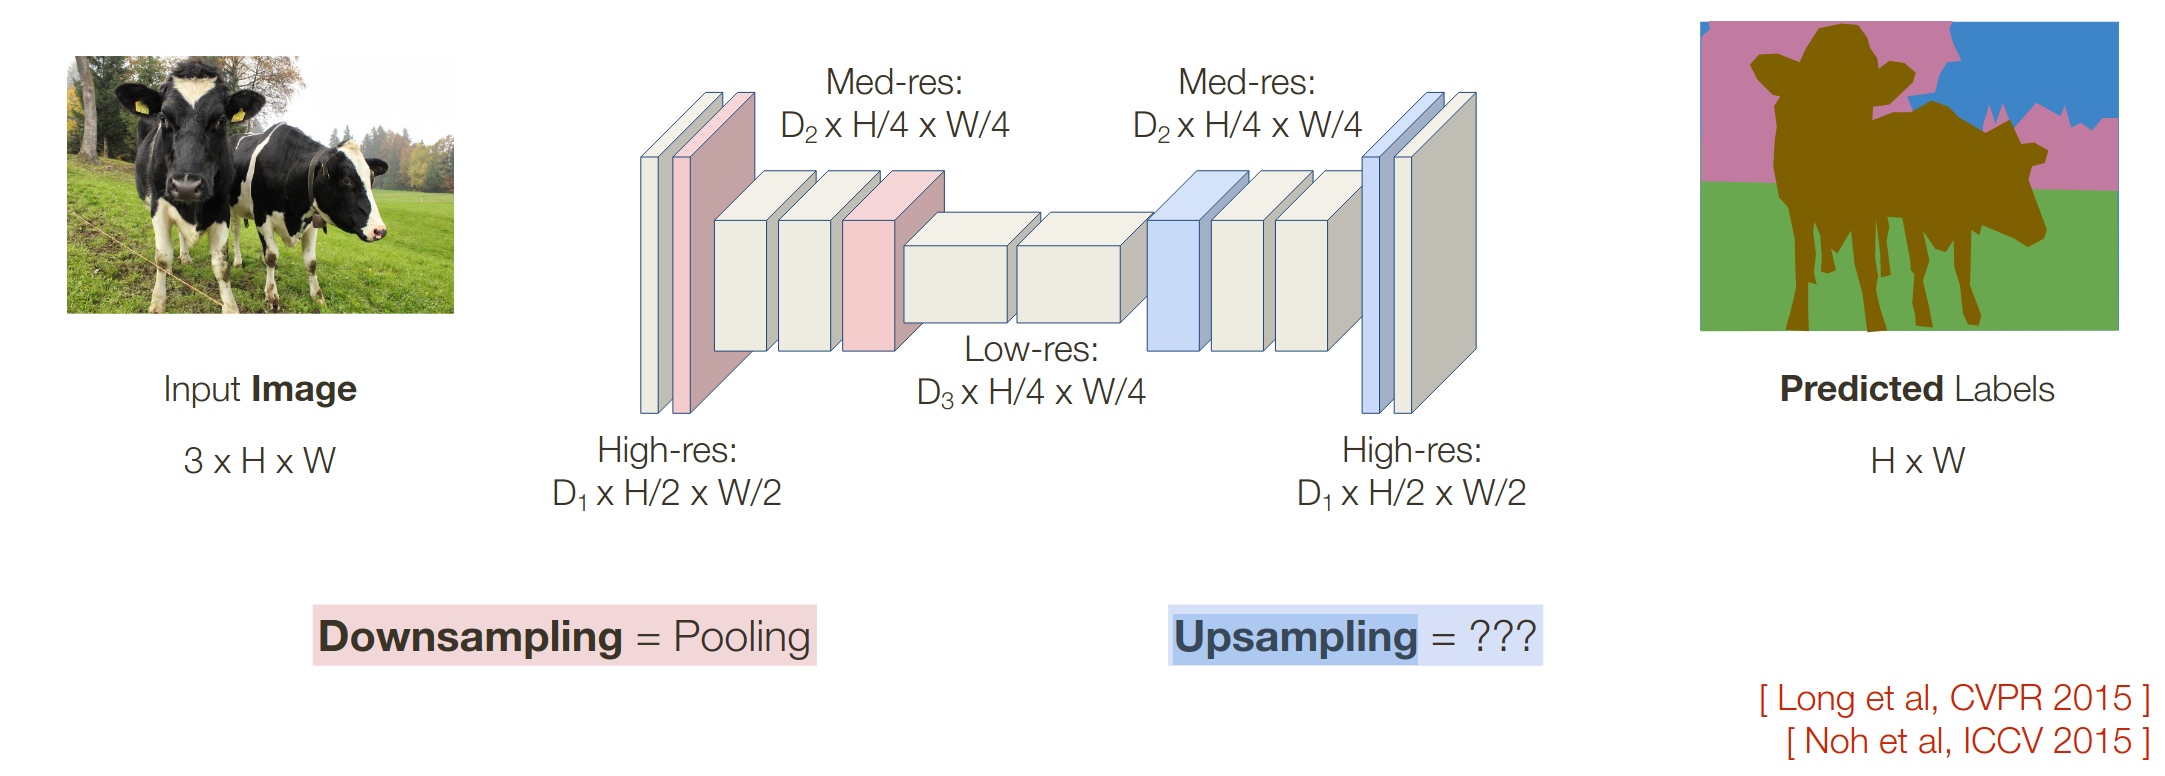 Med-res:
D₂ x H/4 x W/4
Med-res:
D₂ x H/4 x W/4
Low-res:
D₃ x H/4 x W/4
Input Image
3 x H x W
High-res:
D₁ x H/2 x W/2
High-res:
D₁ x H/2 x W/2
Predicted Labels
H x W
Downsampling = Pooling
Upsampling = ???
[ Long et al, CVPR 2015 ]
[ Noh et al, ICCV 2015 ]